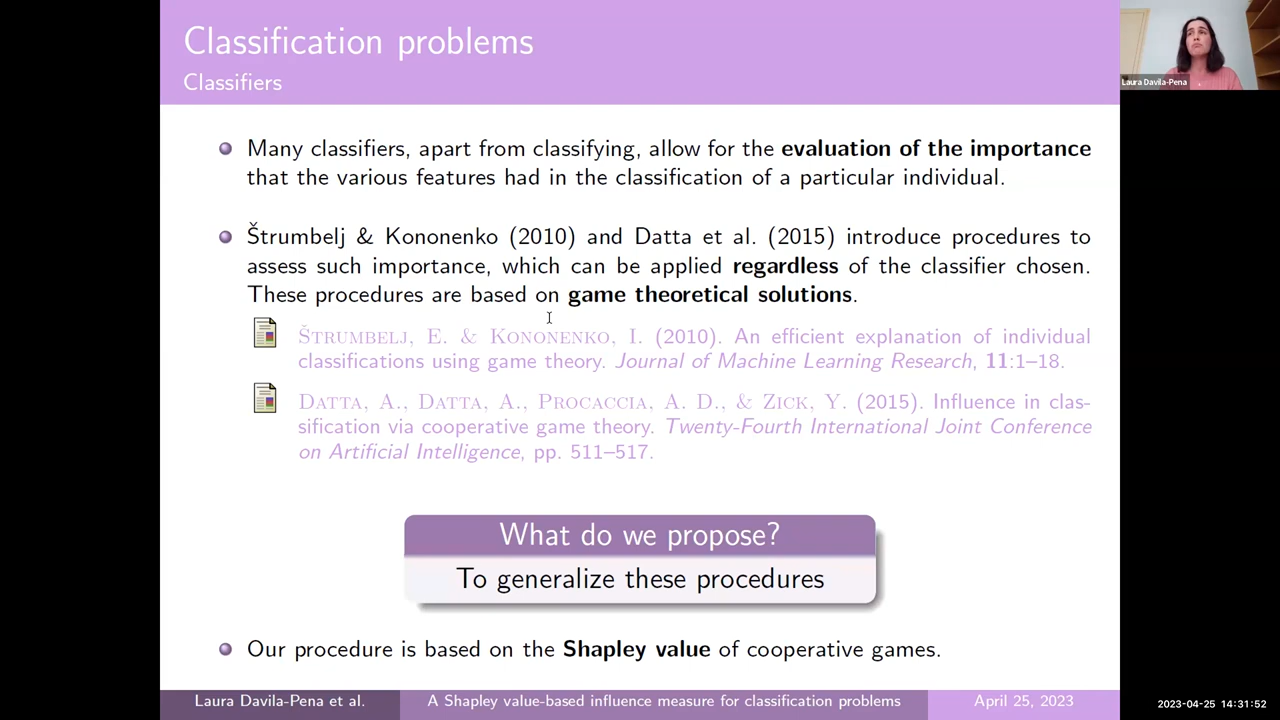 Classification problems
Classifiers
Laura Davila-Pena
Many classifiers, apart from classifying, allow for the evaluation of the importance
that the various features had in the classification of a particular individual.
Štrumbelj & Kononenko (2010) and Datta et al. (2015) introduce procedures to
assess such importance, which can be applied regardless of the classifier chosen.
These procedures are based on game theoretical solutions.
Štrumbelj, E. & Kononenko, I. (2010). An efficient explanation of individual
classifications using game theory. Journal of Machine Learning Research, 11:1–18.
Datta, A., Datta, A., Procaccia, A. D., & Zick, Y. (2015). Influence in clas-
sification via cooperative game theory. Twenty-Fourth International Joint Conference
on Artificial Intelligence, pp. 511–517.
What do we propose?
To generalize these procedures
Our procedure is based on the Shapley value of cooperative games.
Laura Davila-Pena et al.
A Shapley value-based influence measure for classification problems
April 25, 2023
2023-04-25 14:31:52